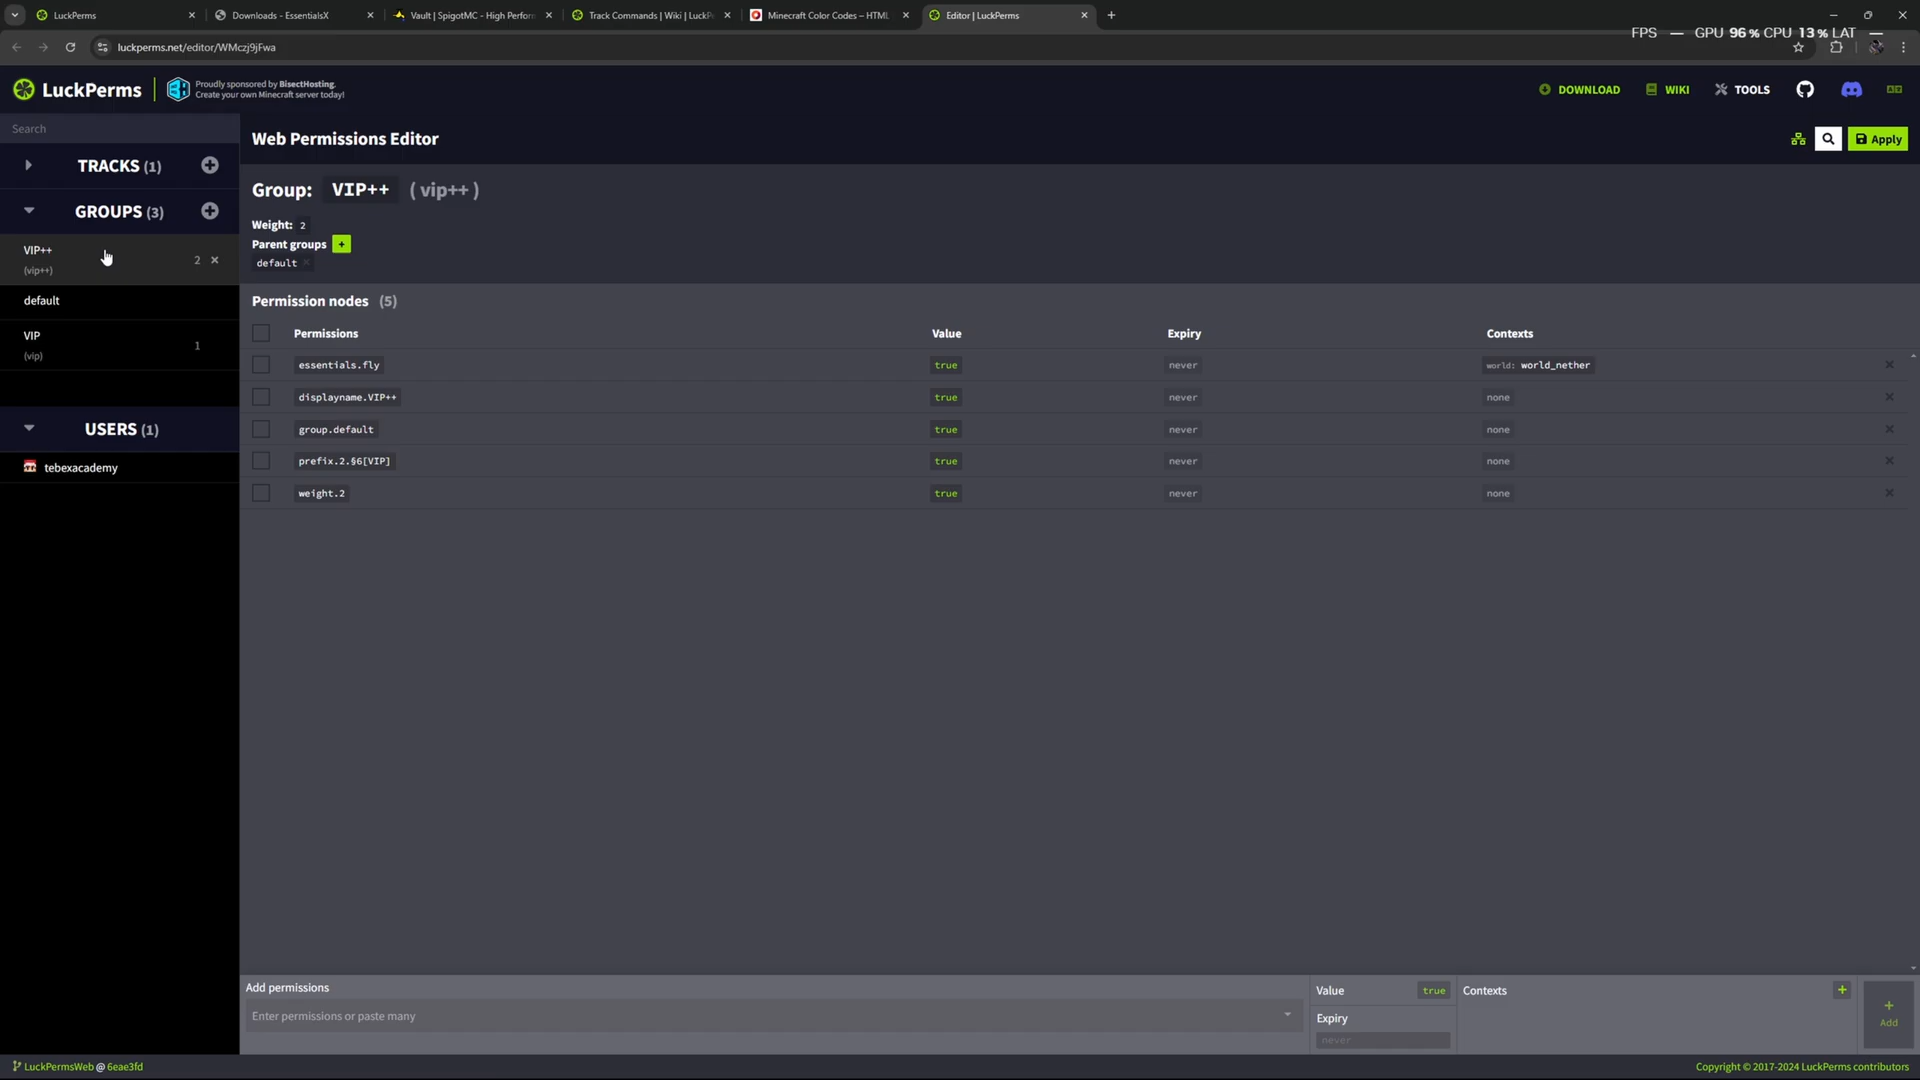 LuckPerms
Downloads - EssentialsX
Vault | SpigotMC - High Perfor
Track Commands | Wiki | LuckP
Minecraft Color Codes – HTML
Editor | LuckPerms
luckperms.net/editor/WMczj9jFwa
FPS — GPU 96 % CPU 13 % LAT —
LuckPerms
Proudly sponsored by BisectHosting.
Create your own Minecraft server today!
DOWNLOAD
WIKI
TOOLS
Search
Web Permissions Editor
Apply
TRACKS (1)
GROUPS (3)
VIP++
(vip++)
2
default
VIP
(vip)
1
USERS (1)
tebexacademy
Group: VIP++ ( vip++ )
Weight: 2
Parent groups +
default
Permission nodes (5)
Permissions Value Expiry Contexts
essentials.fly true never world: world_nether
displayname.VIP++ true never none
group.default true never none
prefix.2.§6[VIP] true never none
weight.2 true never none
Add permissions
Enter permissions or paste many
Value true
Expiry
never
Contexts
+
+
Add
LuckPermsWeb @ 6eae3fd
Copyright © 2017-2024 LuckPerms contributors